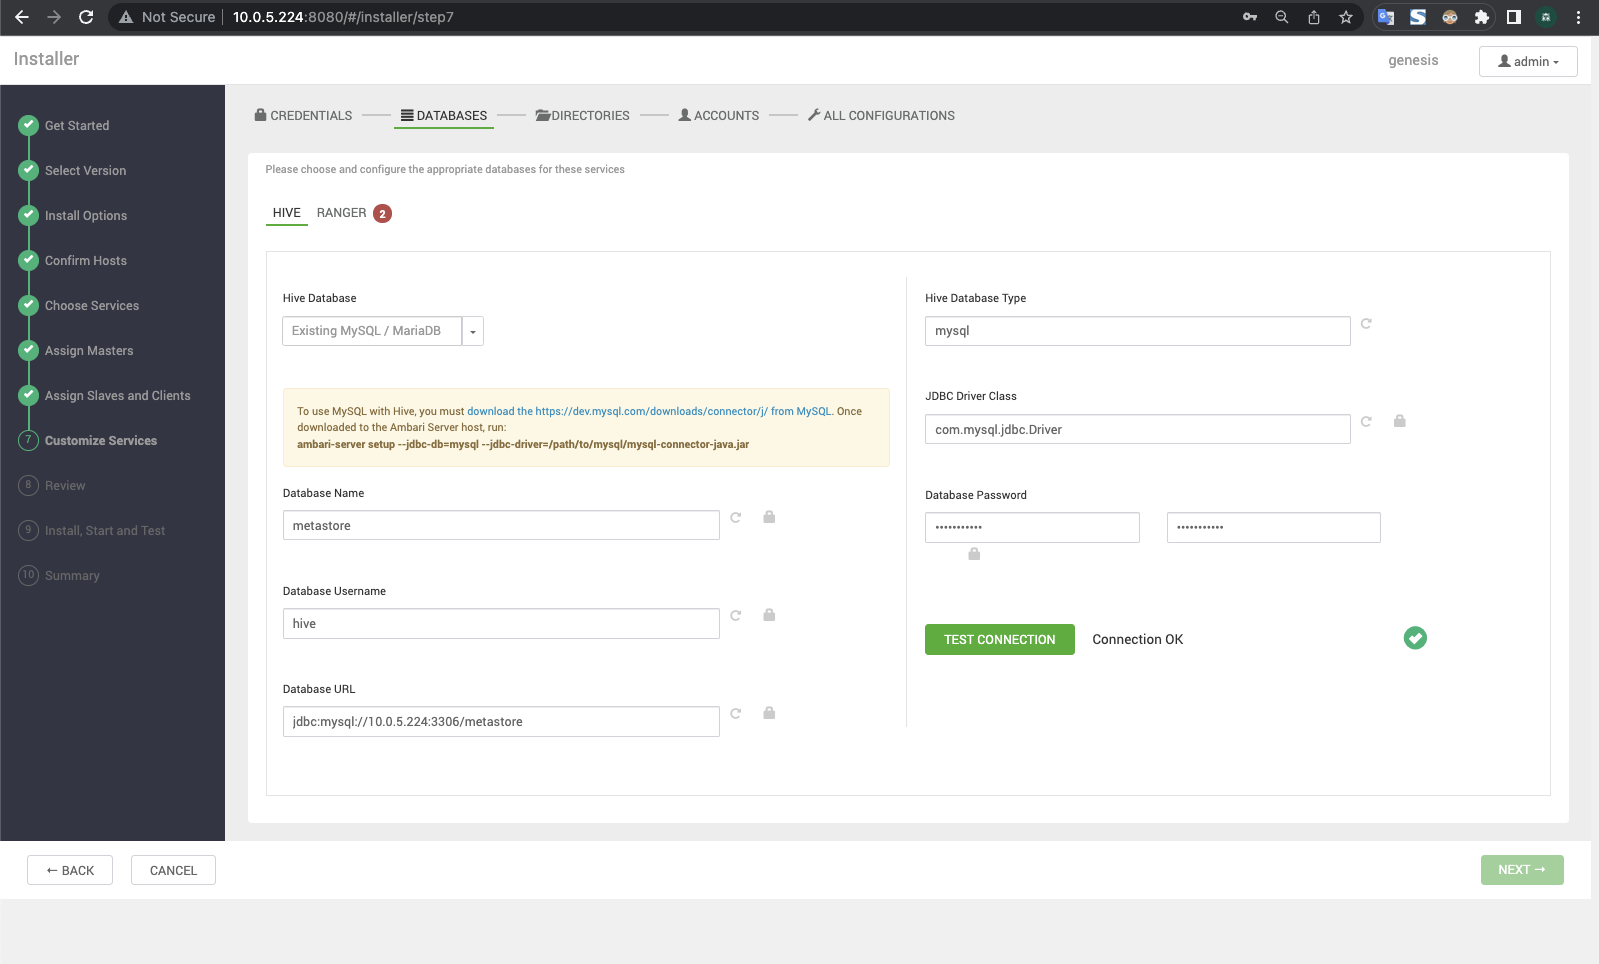 Not Secure
10.0.5.224:8080/#/installer/step7
Installer
genesis
admin
Get Started
Select Version
Install Options
Confirm Hosts
Choose Services
Assign Masters
Assign Slaves and Clients
7 Customize Services
8 Review
9 Install, Start and Test
10 Summary
CREDENTIALS
DATABASES
DIRECTORIES
ACCOUNTS
ALL CONFIGURATIONS
Please choose and configure the appropriate databases for these services
HIVE
RANGER 2
Hive Database
Existing MySQL / MariaDB
To use MySQL with Hive, you must download the https://dev.mysql.com/downloads/connector/j/ from MySQL. Once
downloaded to the Ambari Server host, run:
ambari-server setup --jdbc-db=mysql --jdbc-driver=/path/to/mysql/mysql-connector-java.jar
Database Name
metastore
Database Username
hive
Database URL
jdbc:mysql://10.0.5.224:3306/metastore
Hive Database Type
mysql
JDBC Driver Class
com.mysql.jdbc.Driver
Database Password
•••••••••••
•••••••••••
TEST CONNECTION
Connection OK
← BACK
CANCEL
NEXT →